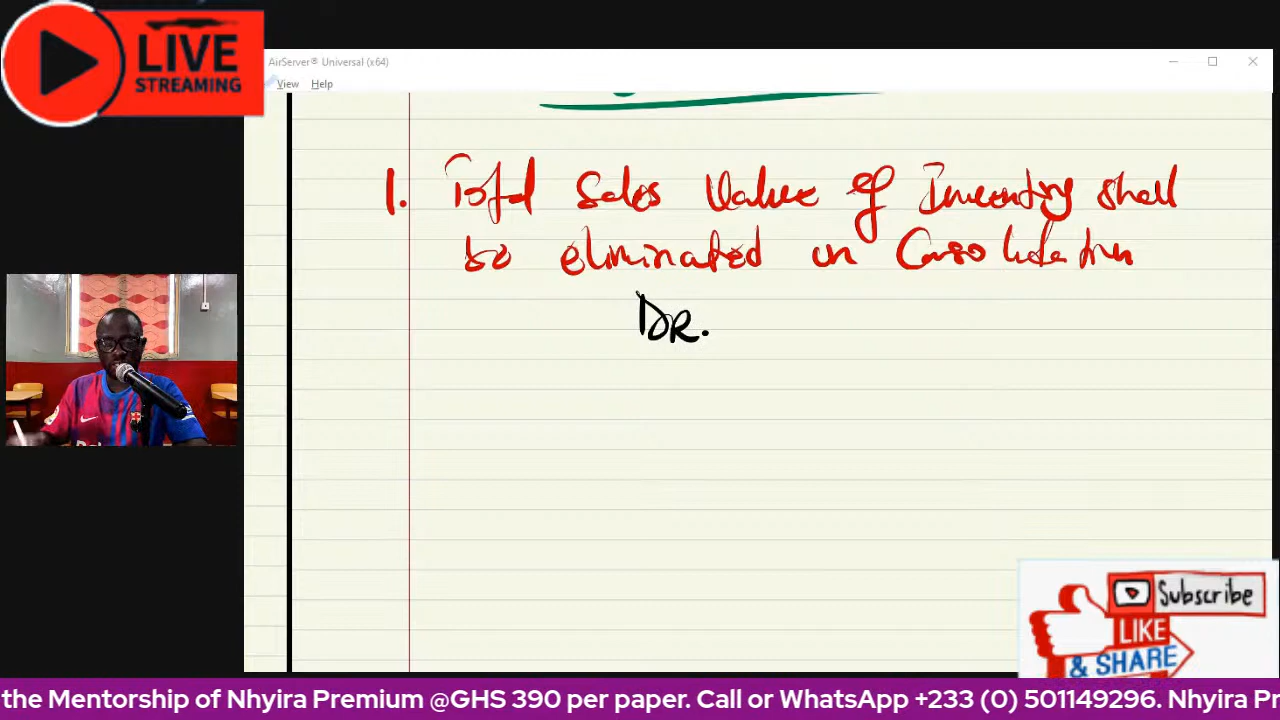 LIVE
STREAMING
AirServer® Universal (x64)
View Help
1. Total Sales Value of Inventory shall
be eliminated on Consolidation
DR.
Subscribe
LIKE
& SHARE
the Mentorship of Nhyira Premium @GHS 390 per paper. Call or WhatsApp +233 (0) 501149296. Nhyira Pr